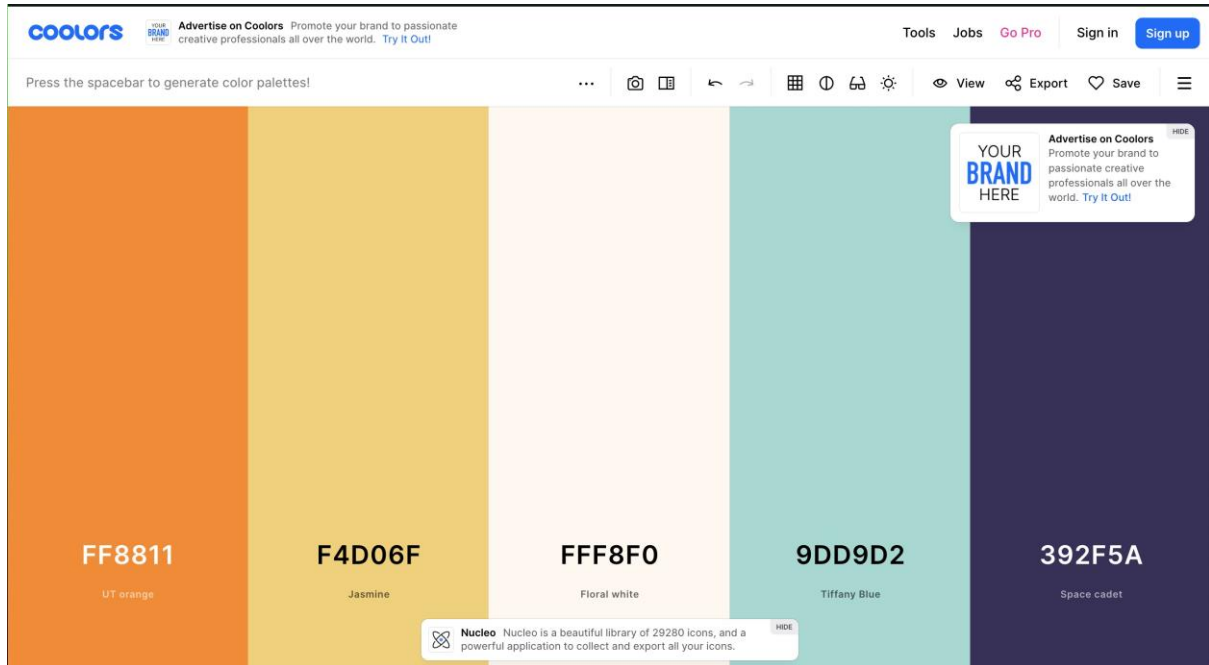 coolors
YOUR
BRAND
HERE
Advertise on Coolors Promote your brand to passionate
creative professionals all over the world. Try It Out!
Tools Jobs Go Pro Sign in Sign up
Press the spacebar to generate color palettes!
View Export Save
HIDE
YOUR
BRAND
HERE
Advertise on Coolors
Promote your brand to
passionate creative
professionals all over the
world. Try It Out!
FF8811 F4D06F FFF8F0 9DD9D2 392F5A
UT orange Jasmine Floral white Tiffany Blue Space cadet
Nucleo Nucleo is a beautiful library of 29280 icons, and a
powerful application to collect and export all your icons.
HIDE